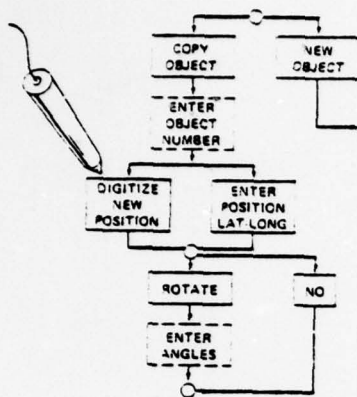 COPY
OBJECT
NEW
OBJECT
ENTER
OBJECT
NUMBER
DIGITIZE
NEW
POSITION
ENTER
POSITION
LAT-LONG
ROTATE
NO
ENTER
ANGLES